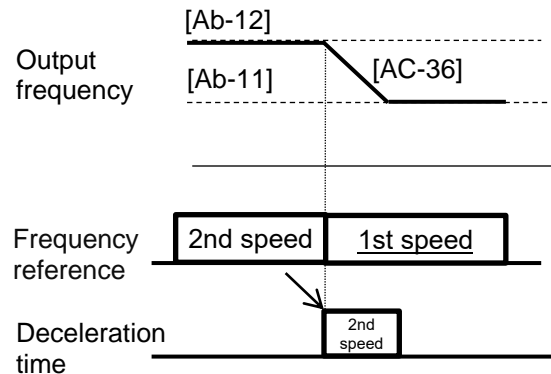 [Ab-12]
Output
frequency
[Ab-11]
[AC-36]
Frequency
reference
2nd speed
1st speed
Deceleration
time
2nd
speed